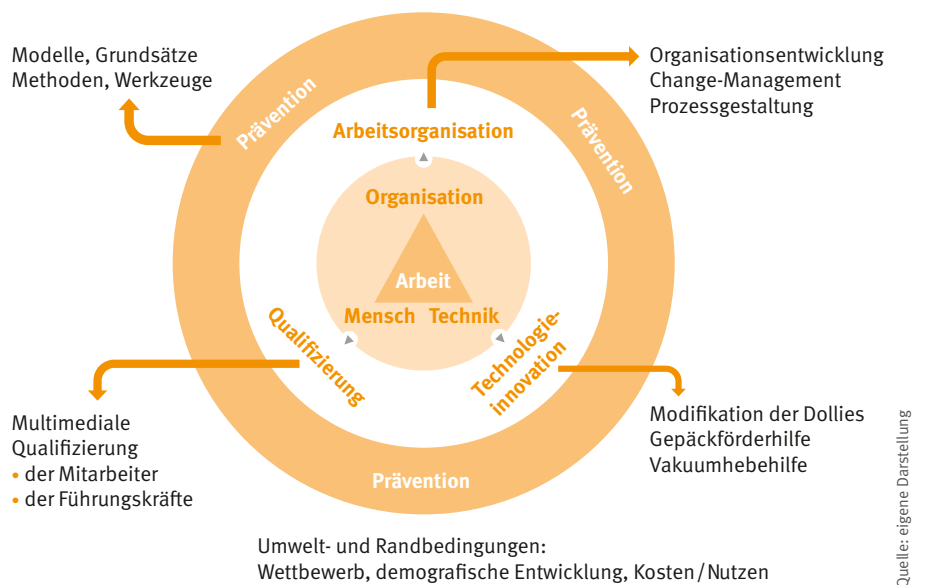 Modelle, Grundsätze
Methoden, Werkzeuge
Organisationsentwicklung
Change-Management
Prozessgestaltung
Prävention
Prävention
Arbeitsorganisation
Organisation
Arbeit
Mensch Technik
Qualifizierung
Technologie-
innovation
Multimediale
Qualifizierung
• der Mitarbeiter
• der Führungskräfte
Modifikation der Dollies
Gepäckförderhilfe
Vakuumhebehilfe
Prävention
Umwelt- und Randbedingungen:
Wettbewerb, demografische Entwicklung, Kosten/Nutzen
Quelle: eigene Darstellung